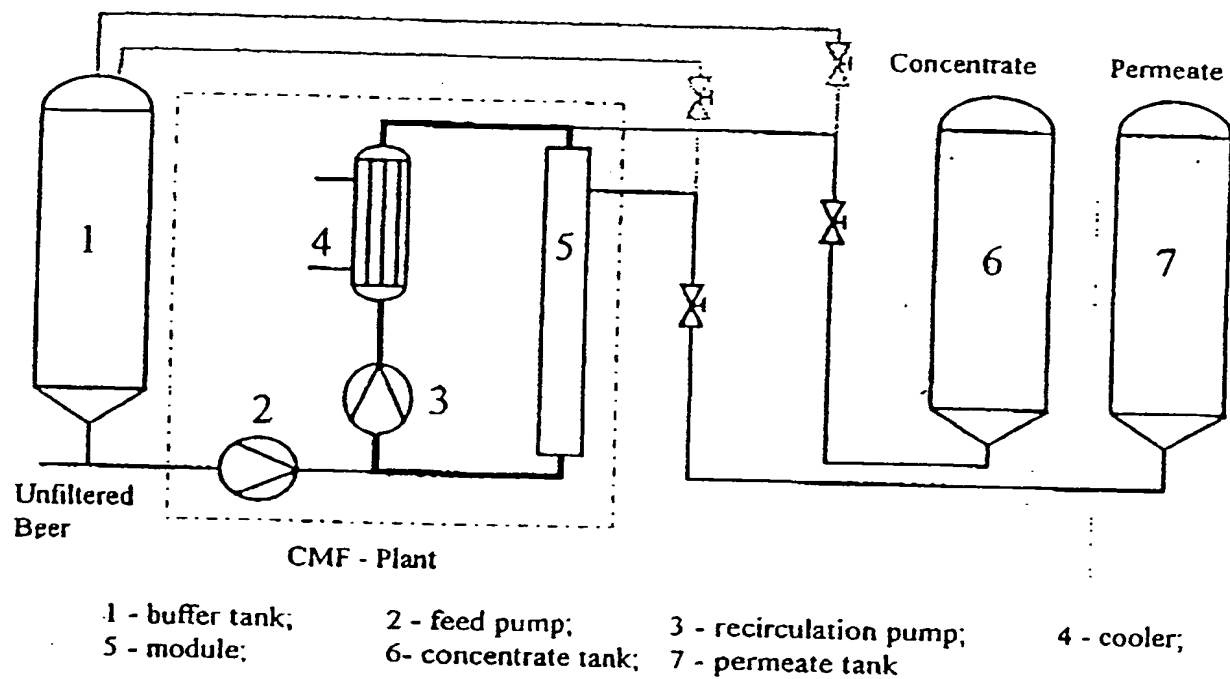 Concentrate
Permeate
1
4
5
6
7
3
2
Unfiltered
Beer
CMF - Plant
1 - buffer tank; 2 - feed pump; 3 - recirculation pump; 4 - cooler;
5 - module; 6- concentrate tank; 7 - permeate tank